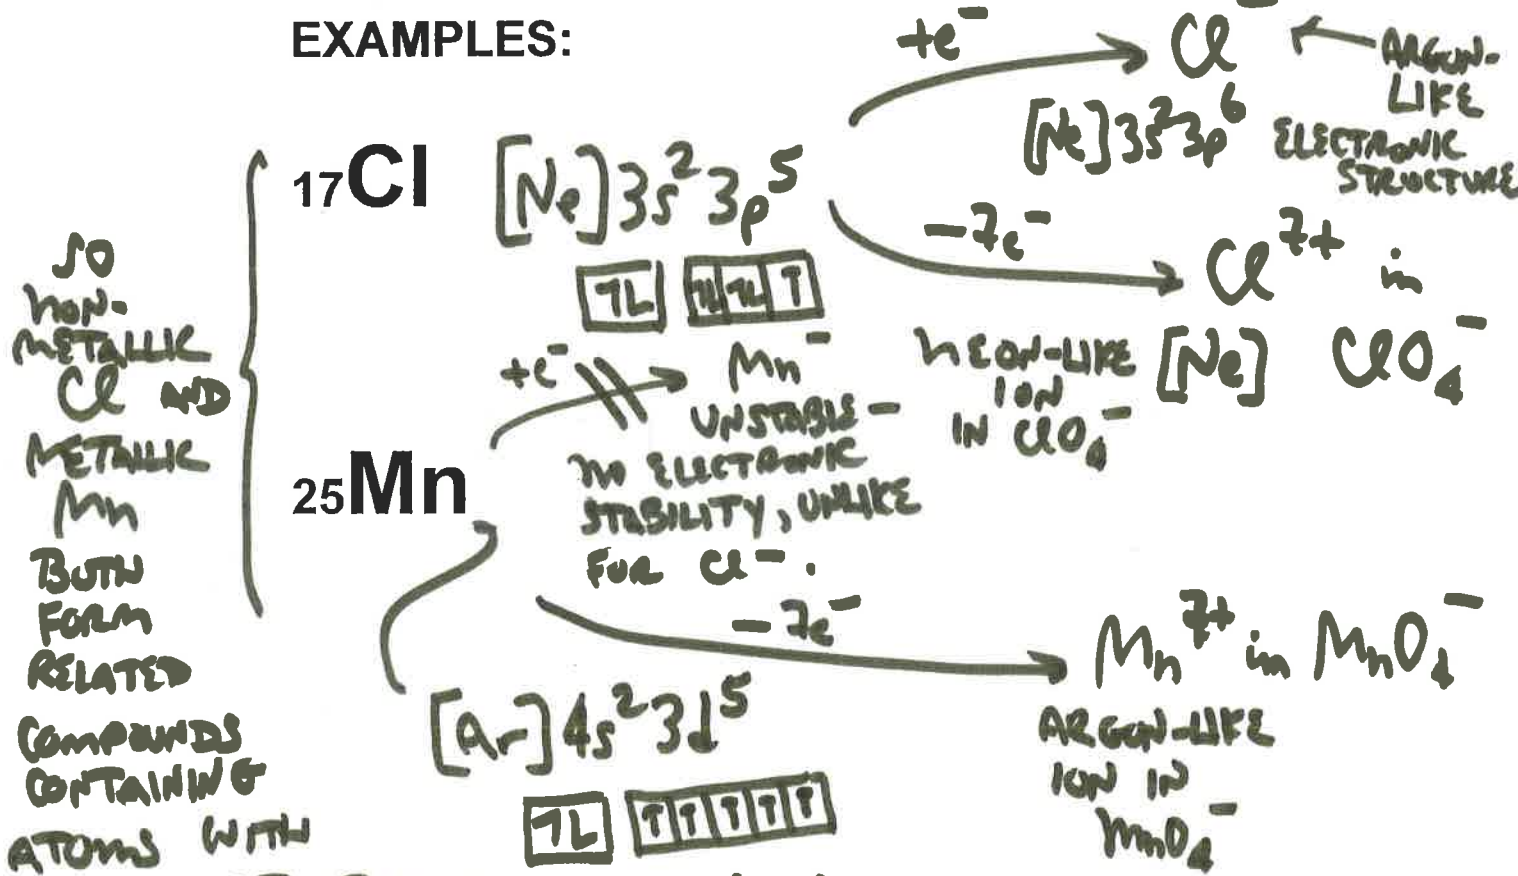 EXAMPLES:
+e⁻
Cl⁻
← ARGON-
LIKE
ELECTRONIC
STRUCTURE
[Ne]3s²3p⁶
₁₇Cl [Ne]3s²3p⁵
↑↓ ↑↓ ↑↓ ↑
-7e⁻
Cl⁷⁺ in
[Ne] ClO₄⁻
NEON-LIKE
ION
IN ClO₄⁻
SO
NON-
METALLIC
Cl AND
METALLIC
Mn
BOTH
FORM
RELATED
COMPOUNDS
CONTAINING
ATOMS WITH
+e⁻
Mn⁻
UNSTABLE -
NO ELECTRONIC
STABILITY, UNLIKE
FOR Cl⁻.
₂₅Mn
-7e⁻
Mn⁷⁺ in MnO₄⁻
ARGON-LIKE
ION IN
MnO₄⁻
[Ar]4s²3d⁵
↑↓ ↑ ↑ ↑ ↑ ↑